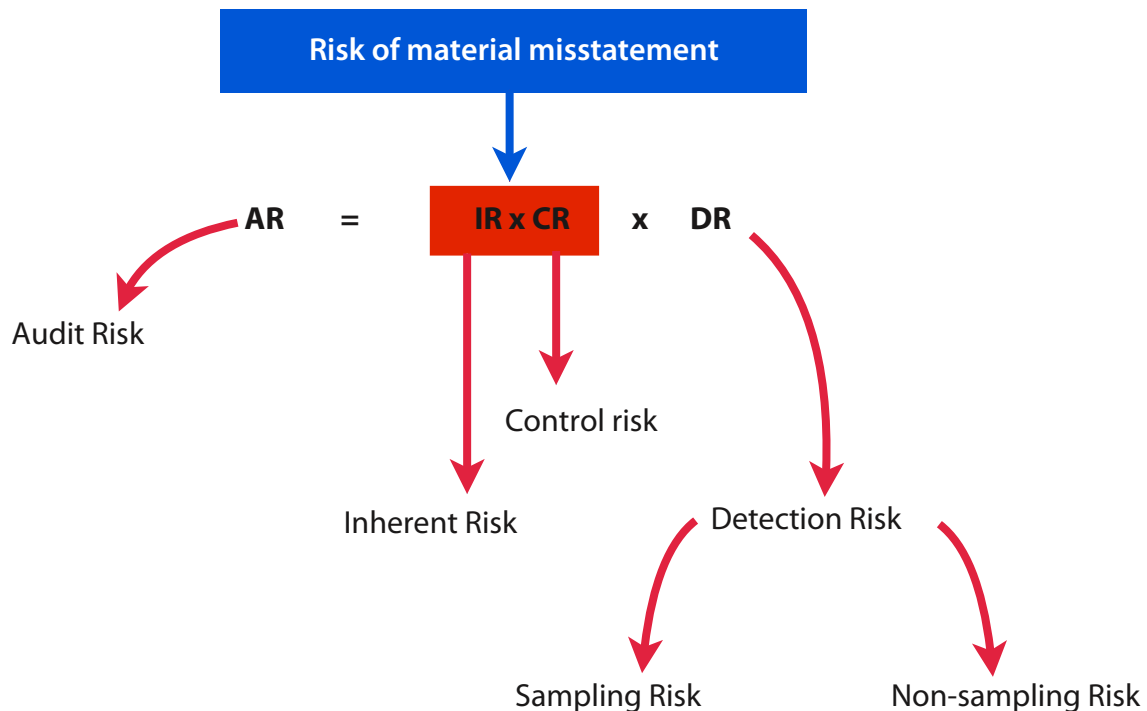 Risk of material misstatement
AR = IR x CR x DR
Audit Risk
Control risk
Inherent Risk
Detection Risk
Sampling Risk
Non-sampling Risk